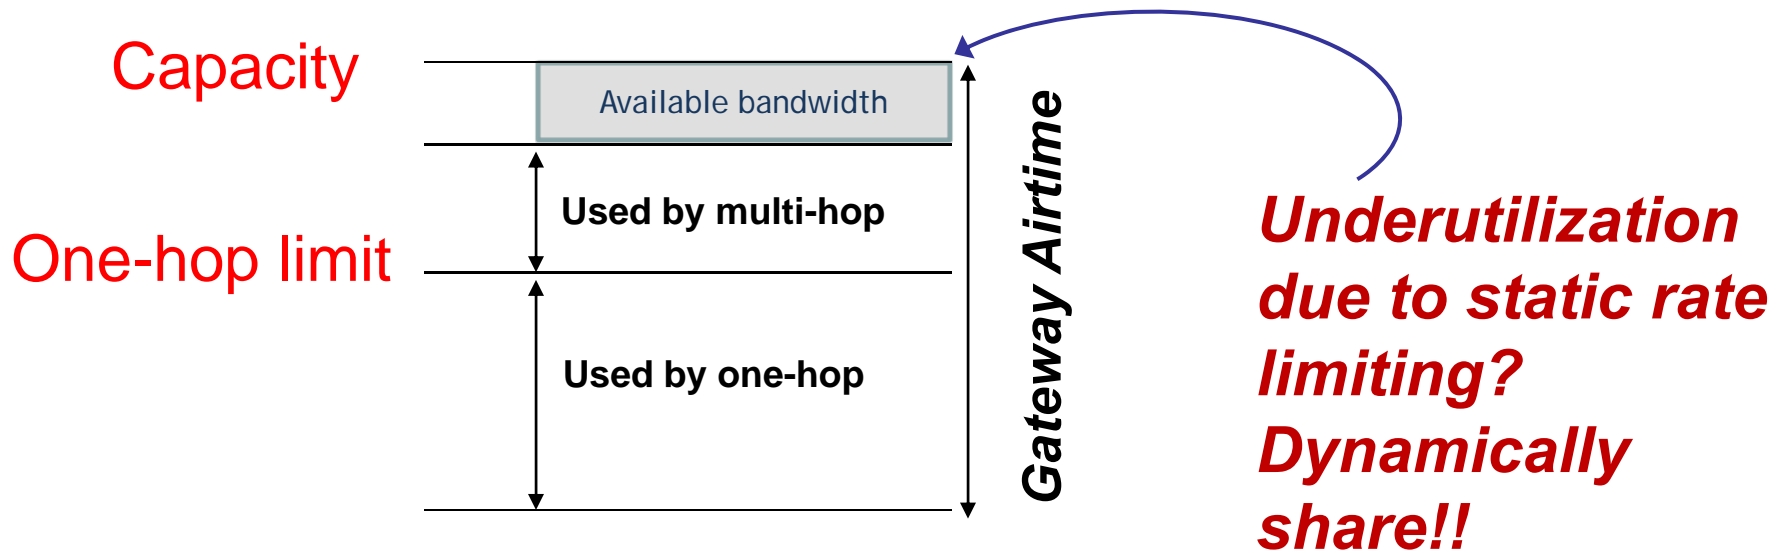 Capacity
Available bandwidth
Used by multi-hop
One-hop limit
Used by one-hop
Gateway Airtime
Underutilization
due to static rate
limiting?
Dynamically
share!!